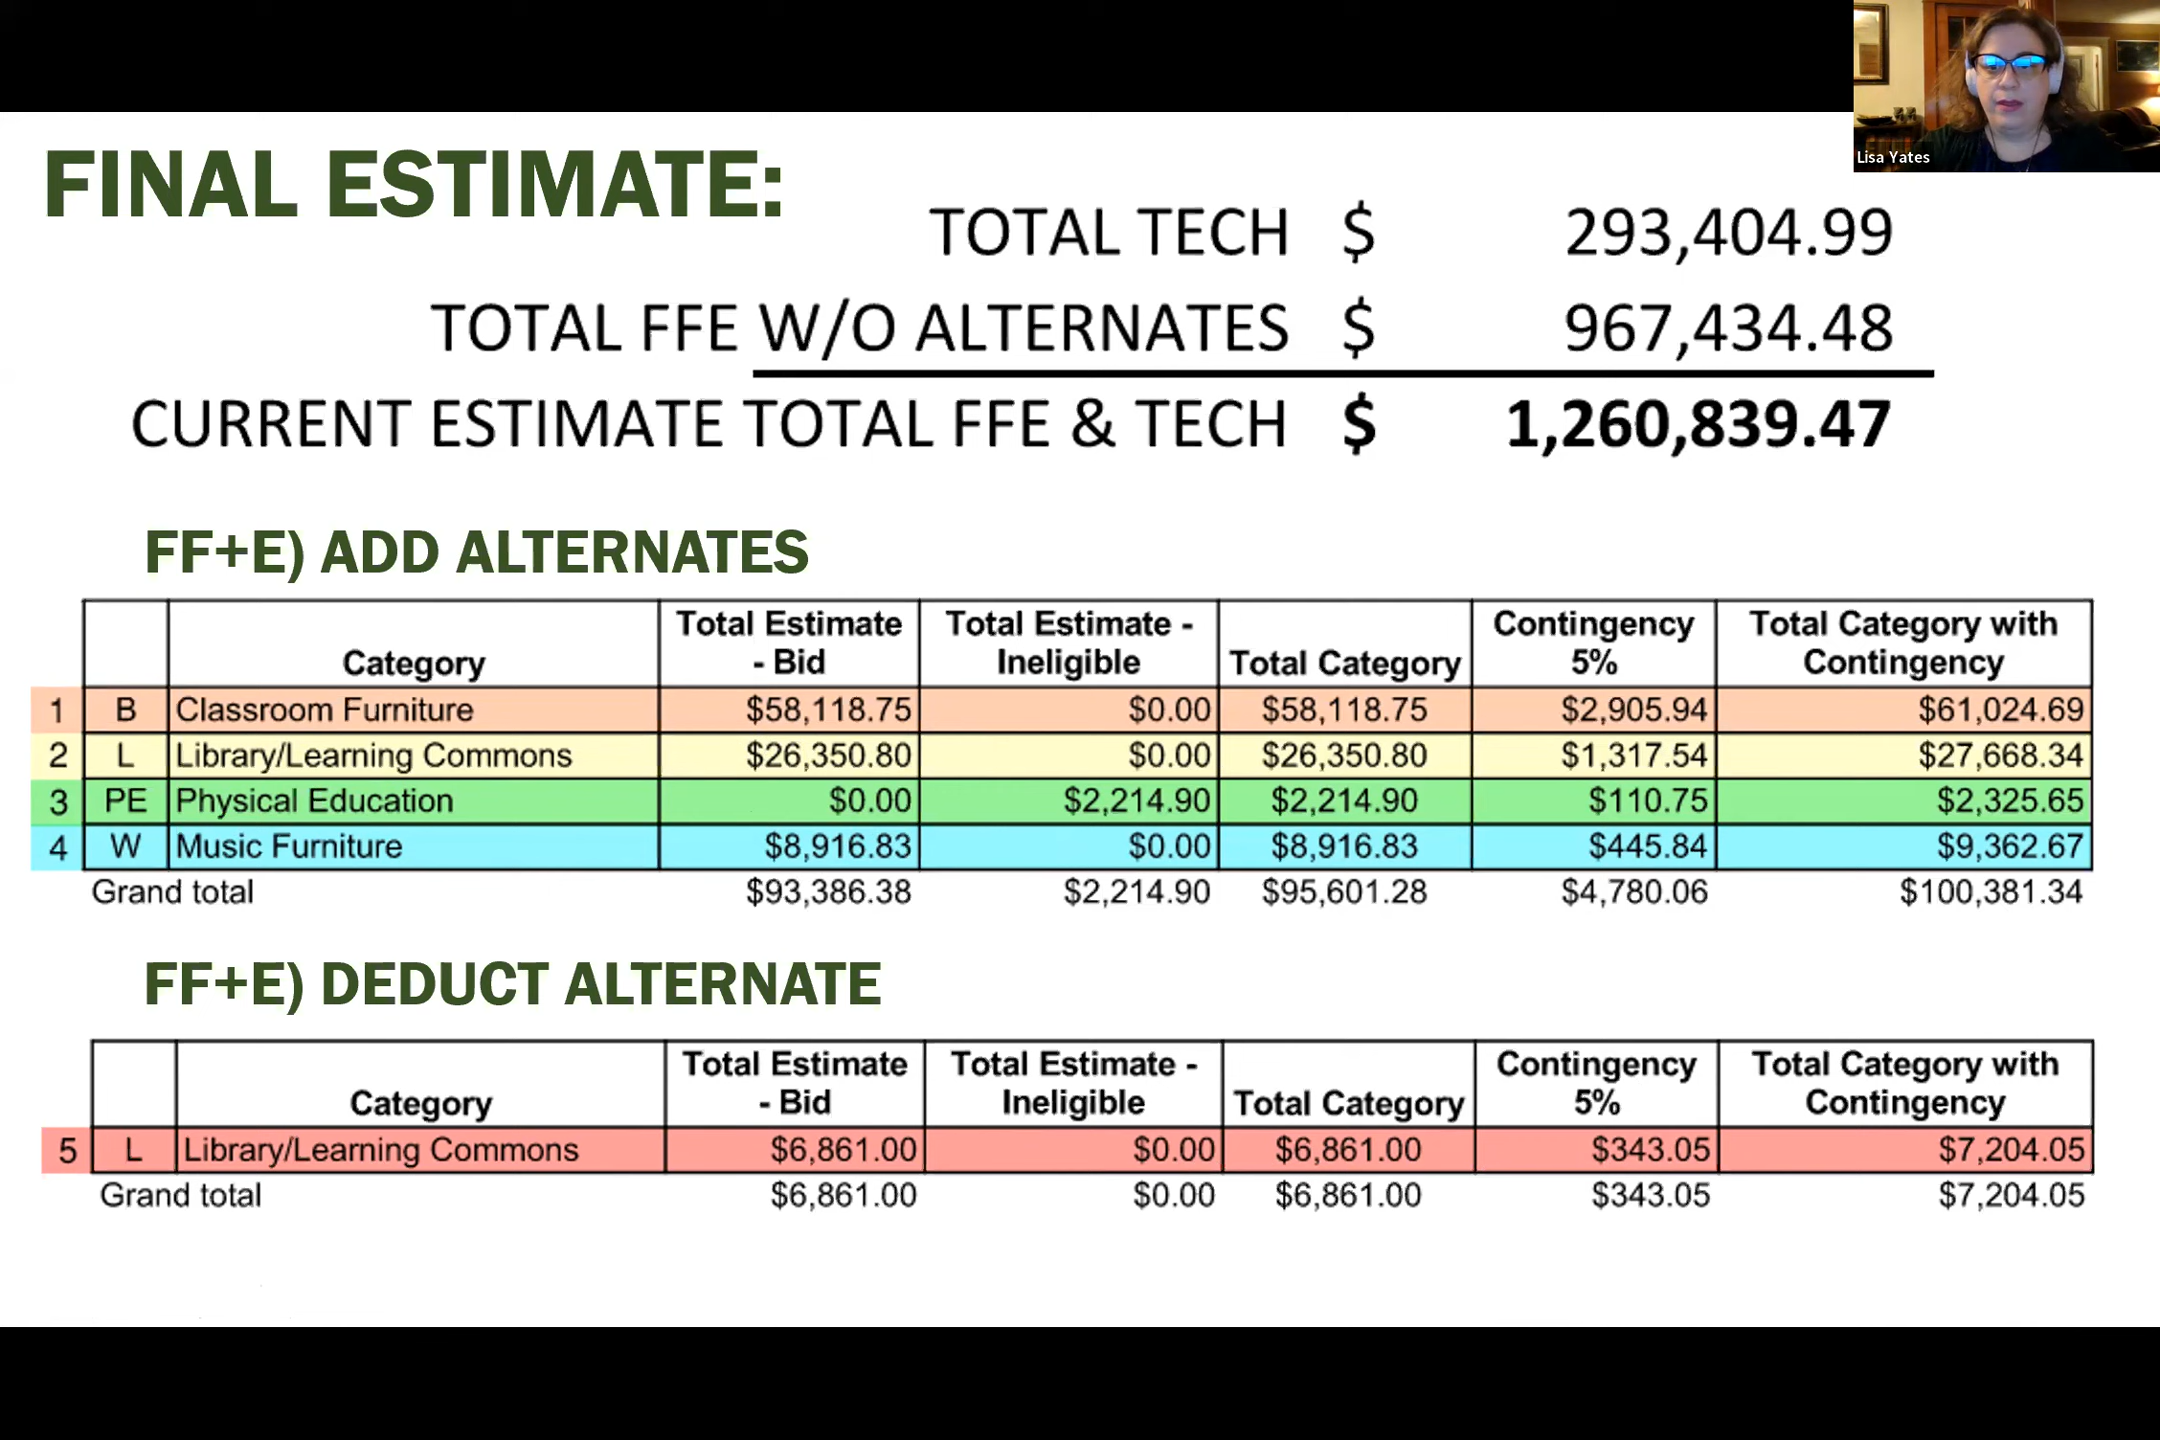 Lisa Yates
FINAL ESTIMATE:
TOTAL TECH $ 293,404.99
TOTAL FFE W/O ALTERNATES $ 967,434.48
CURRENT ESTIMATE TOTAL FFE & TECH $ 1,260,839.47
FF+E) ADD ALTERNATES
Category Total Estimate - Bid Total Estimate - Ineligible Total Category Contingency 5% Total Category with Contingency
1 B Classroom Furniture $58,118.75 $0.00 $58,118.75 $2,905.94 $61,024.69
2 L Library/Learning Commons $26,350.80 $0.00 $26,350.80 $1,317.54 $27,668.34
3 PE Physical Education $0.00 $2,214.90 $2,214.90 $110.75 $2,325.65
4 W Music Furniture $8,916.83 $0.00 $8,916.83 $445.84 $9,362.67
Grand total $93,386.38 $2,214.90 $95,601.28 $4,780.06 $100,381.34
FF+E) DEDUCT ALTERNATE
Category Total Estimate - Bid Total Estimate - Ineligible Total Category Contingency 5% Total Category with Contingency
5 L Library/Learning Commons $6,861.00 $0.00 $6,861.00 $343.05 $7,204.05
Grand total $6,861.00 $0.00 $6,861.00 $343.05 $7,204.05